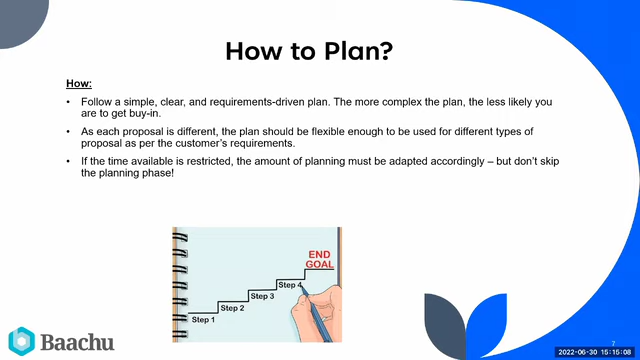 How to Plan?
How:
• Follow a simple, clear, and requirements-driven plan. The more complex the plan, the less likely you
are to get buy-in.
• As each proposal is different, the plan should be flexible enough to be used for different types of
proposal as per the customer's requirements.
• If the time available is restricted, the amount of planning must be adapted accordingly – but don't skip
the planning phase!
END
GOAL
Step 4
Step 3
Step 2
Step 1
Baachu
7
2022-06-30 15:15:08